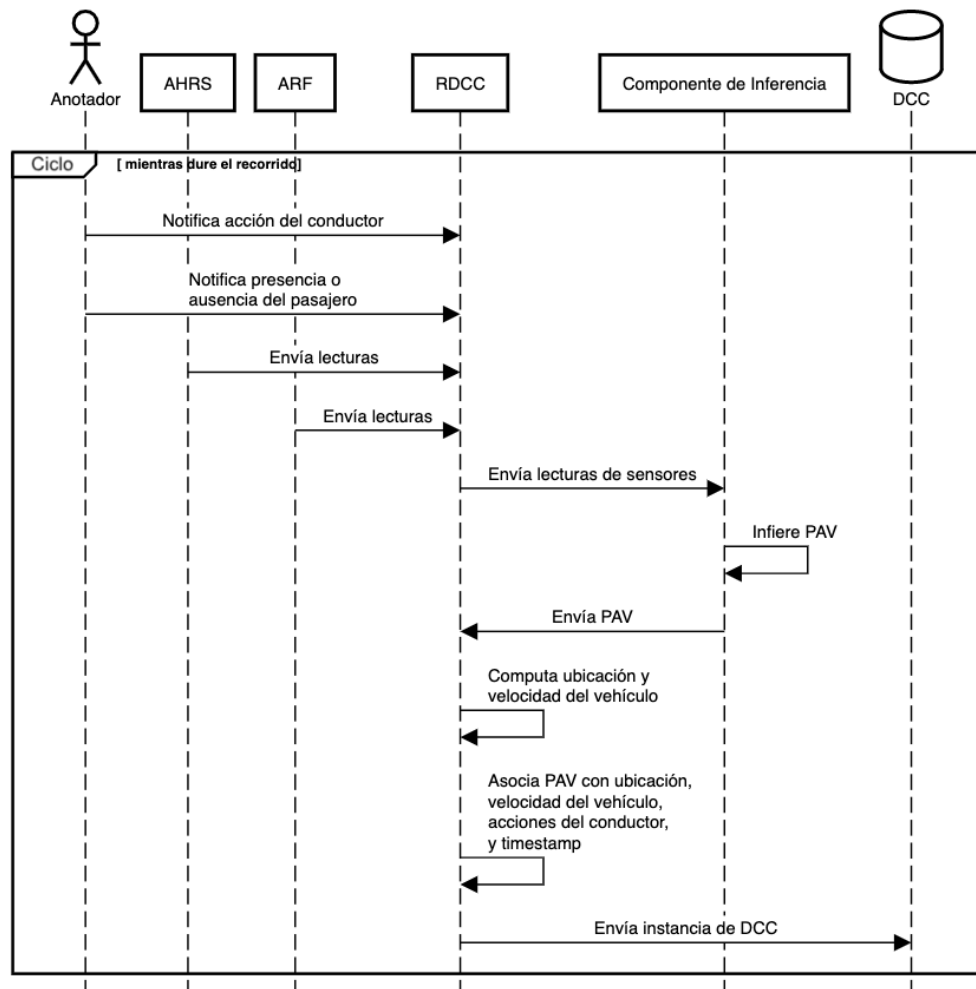 Anotador
AHRS
ARF
RDCC
Componente de Inferencia
DCC
Ciclo
[ mientras dure el recorrido]
Notifica acción del conductor
Notifica presencia o
ausencia del pasajero
Envía lecturas
Envía lecturas
Envía lecturas de sensores
Infiere PAV
Envía PAV
Computa ubicación y
velocidad del vehículo
Asocia PAV con ubicación,
velocidad del vehículo,
acciones del conductor,
y timestamp
Envía instancia de DCC